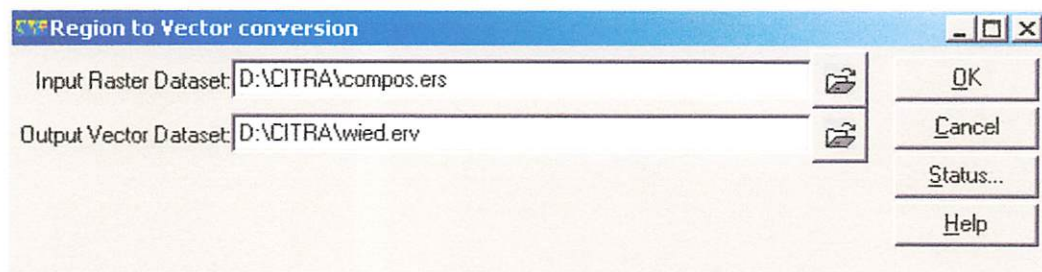 Region to Vector conversion
Input Raster Dataset: D:\CITRA\compos.ers
OK
Output Vector Dataset: D:\CITRA\wied.erv
Cancel
Status...
Help